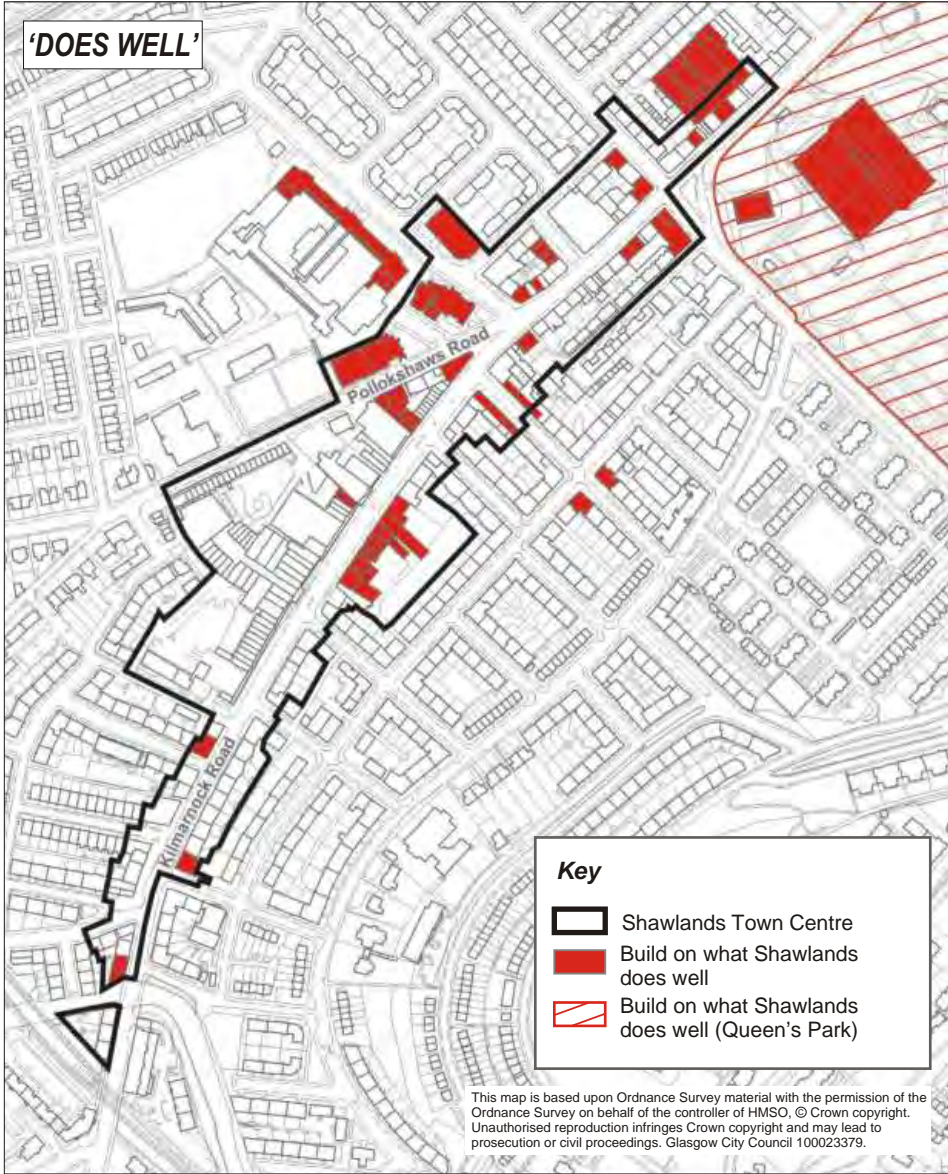 'DOES WELL'
Pollokshaws Road
Kilmarnock Road
Key
Shawlands Town Centre
Build on what Shawlands
does well
Build on what Shawlands
does well (Queen's Park)
This map is based upon Ordnance Survey material with the permission of the
Ordnance Survey on behalf of the controller of HMSO, © Crown copyright.
Unauthorised reproduction infringes Crown copyright and may lead to
prosecution or civil proceedings. Glasgow City Council 100023379.